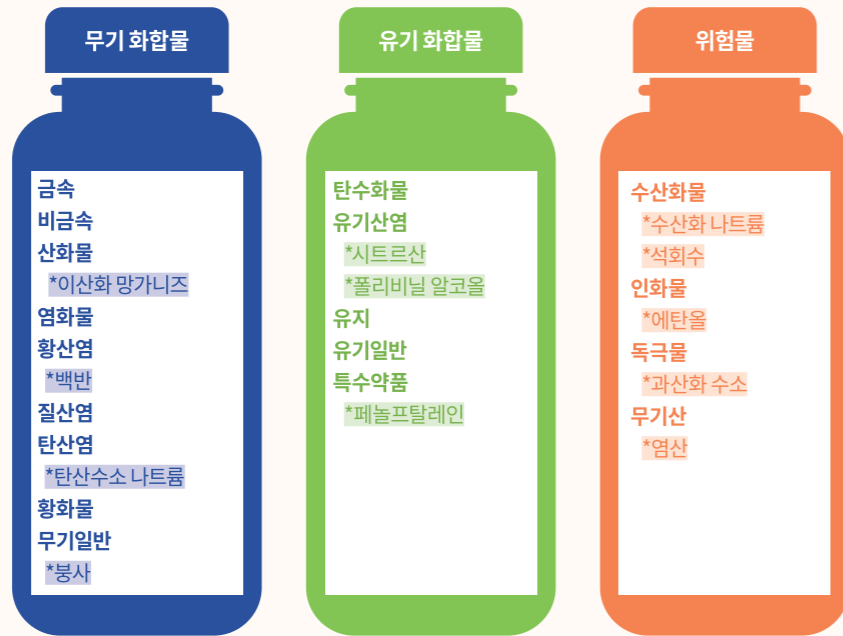 무기 화합물
금속
비금속
산화물
*이산화 망가니즈
염화물
황산염
*백반
질산염
탄산염
*탄산수소 나트륨
황화물
무기일반
*붕사
유기 화합물
탄수화물
유기산염
*시트르산
*폴리비닐 알코올
유지
유기일반
특수약품
*페놀프탈레인
위험물
수산화물
*수산화 나트륨
*석회수
인화물
*에탄올
독극물
*과산화 수소
무기산
*염산